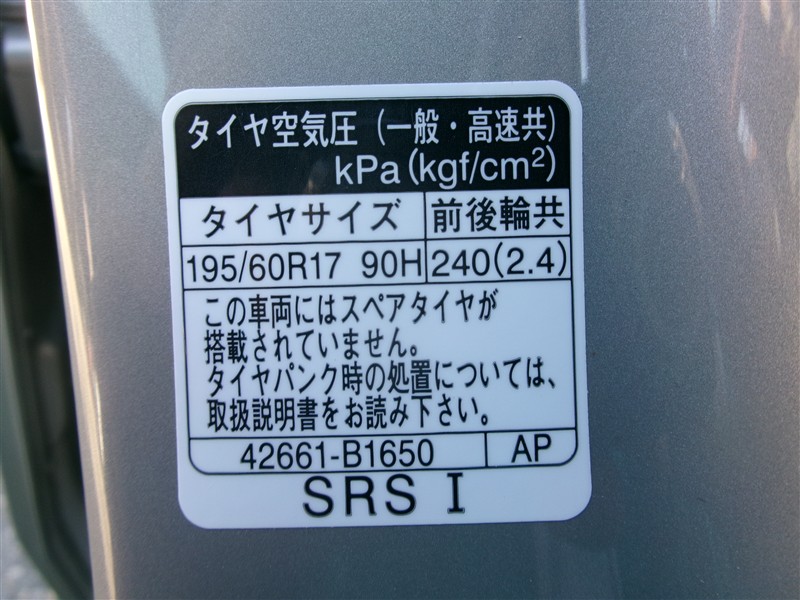 タイヤ空気圧(一般・高速共)
kPa(kgf/cm²)
タイヤサイズ 前後輪共
195/60R17 90H 240(2.4)
この車両にはスペアタイヤが
搭載されていません。
タイヤパンク時の処置については、
取扱説明書をお読み下さい。
42661-B1650 AP
SRS I